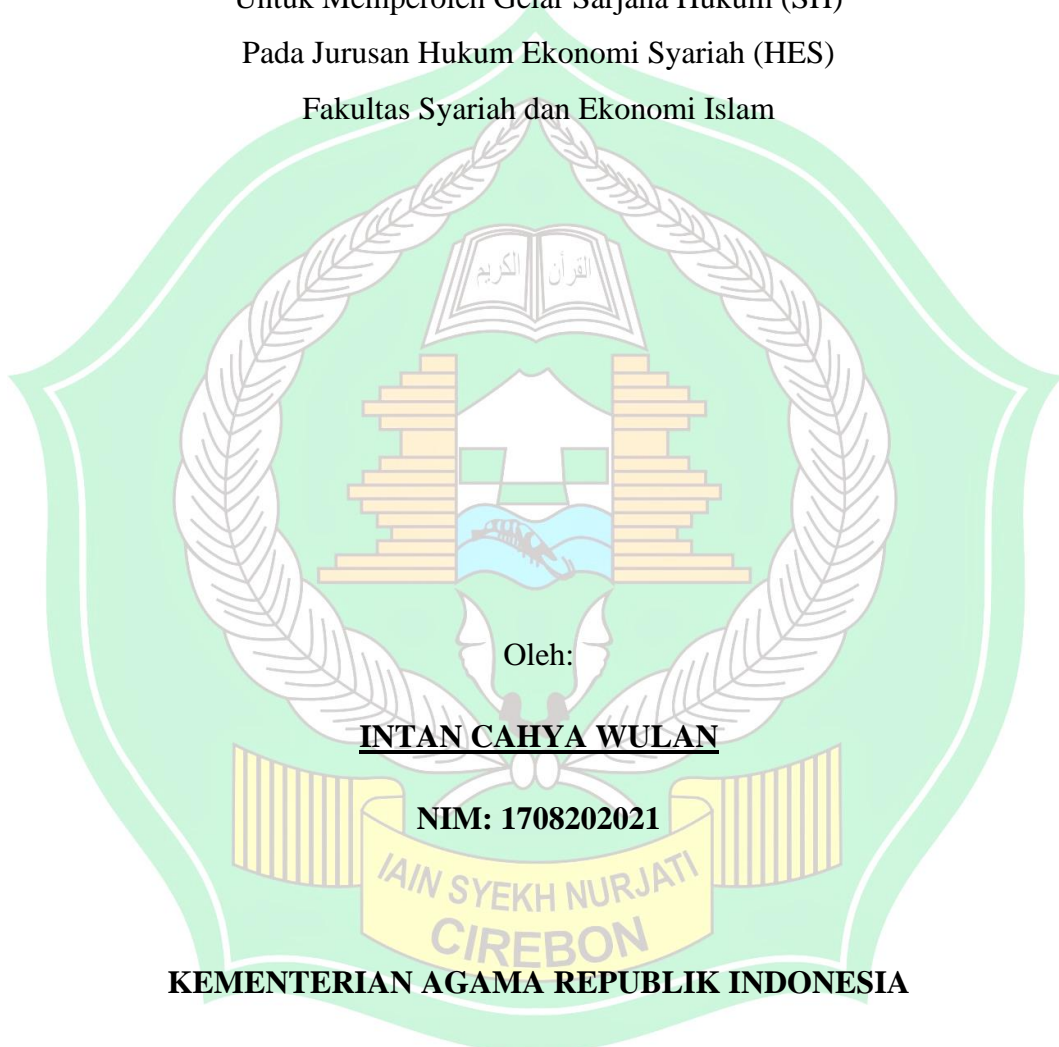 Untuk Memperoleh Gelar Sarjana Hukum (SH)
Pada Jurusan Hukum Ekonomi Syariah (HES)
Fakultas Syariah dan Ekonomi Islam
القرآن الكريم
Oleh:
INTAN CAHYA WULAN
NIM: 1708202021
IAIN SYEKH NURJATI
CIREBON
KEMENTERIAN AGAMA REPUBLIK INDONESIA